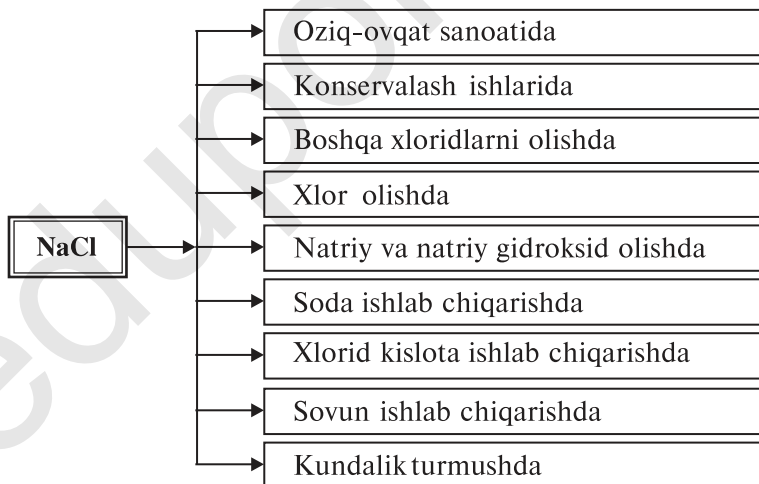 Oziq-ovqat sanoatida
Konservalash ishlarida
Boshqa xloridlarni olishda
Xlor olishda
NaCl
Natriy va natriy gidroksid olishda
Soda ishlab chiqarishda
Xlorid kislota ishlab chiqarishda
Sovun ishlab chiqarishda
Kundalik turmushda